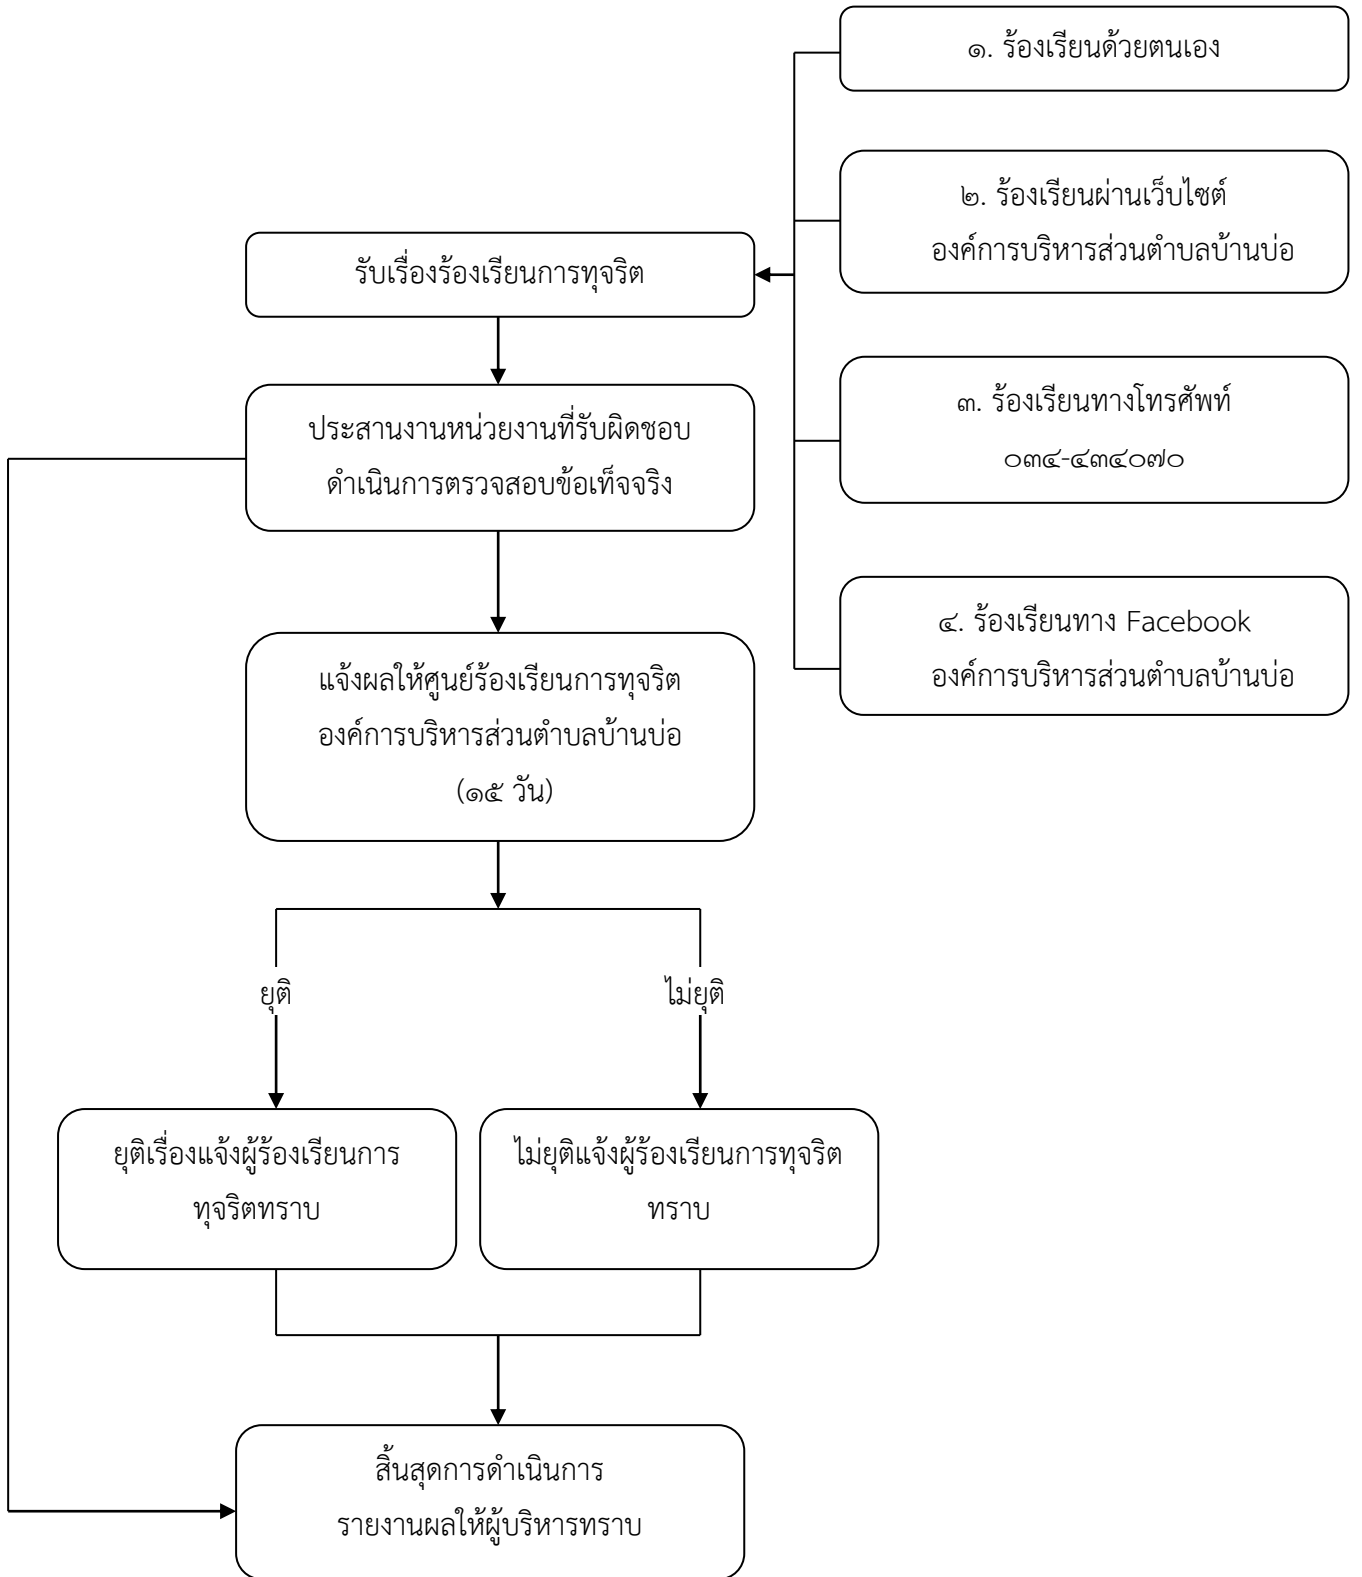 ๑. ร้องเรียนด้วยตนเอง
๒. ร้องเรียนผ่านเว็บไซต์
องค์การบริหารส่วนตำบลบ้านบ่อ
รับเรื่องร้องเรียนการทุจริต
๓. ร้องเรียนทางโทรศัพท์
๐๓๔-๔๓๔๐๗๐
ประสานงานหน่วยงานที่รับผิดชอบ
ดำเนินการตรวจสอบข้อเท็จจริง
๔. ร้องเรียนทาง Facebook
องค์การบริหารส่วนตำบลบ้านบ่อ
แจ้งผลให้ศูนย์ร้องเรียนการทุจริต
องค์การบริหารส่วนตำบลบ้านบ่อ
(๑๕ วัน)
ยุติ
ไม่ยุติ
ยุติเรื่องแจ้งผู้ร้องเรียนการ
ทุจริตทราบ
ไม่ยุติแจ้งผู้ร้องเรียนการทุจริต
ทราบ
สิ้นสุดการดำเนินการ
รายงานผลให้ผู้บริหารทราบ